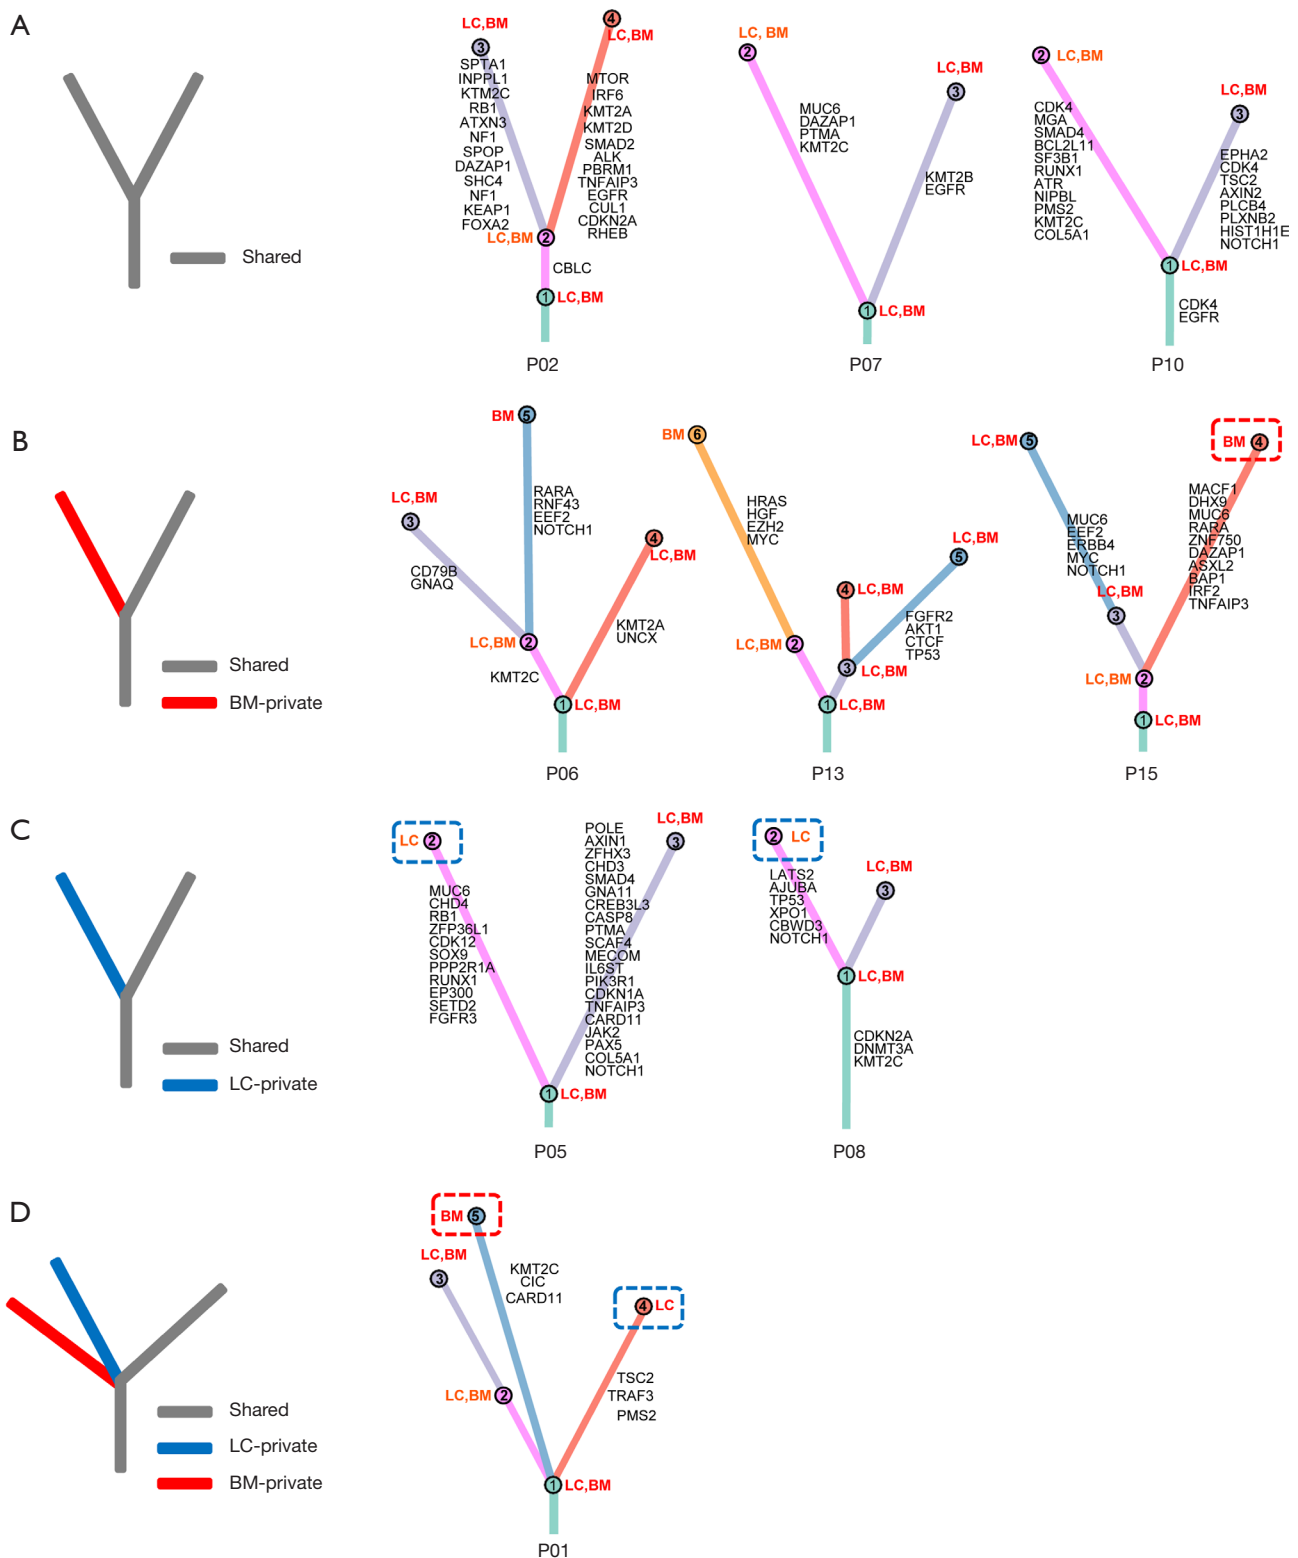 A
Shared
LC,BM
3
4
LC,BM
SPTA1
INPPL1
KTM2C
RB1
ATXN3
NF1
SPOP
DAZAP1
SHC4
NF1
KEAP1
FOXA2
MTOR
IRF6
KMT2A
KMT2D
SMAD2
ALK
PBRM1
TNFAIP3
EGFR
CUL1
CDKN2A
RHEB
LC,BM 2
CBLC
1 LC,BM
P02
LC, BM
2
LC,BM
3
MUC6
DAZAP1
PTMA
KMT2C
KMT2B
EGFR
1 LC,BM
P07
2 LC,BM
LC,BM
3
CDK4
MGA
SMAD4
BCL2L11
SF3B1
RUNX1
ATR
NIPBL
PMS2
KMT2C
COL5A1
EPHA2
CDK4
TSC2
AXIN2
PLCB4
PLXNB2
HIST1H1E
NOTCH1
1 LC,BM
CDK4
EGFR
P10
B
Shared
BM-private
BM 5
LC,BM
3
RARA
RNF43
EEF2
NOTCH1
4
LC,BM
CD79B
GNAQ
KMT2A
UNCX
LC,BM 2
KMT2C
1 LC,BM
P06
BM 6
HRAS
HGF
EZH2
MYC
LC,BM
5
4 LC,BM
FGFR2
AKT1
CTCF
TP53
LC,BM 2
3
LC,BM
1 LC,BM
P13
LC,BM 5
BM 4
MUC6
EEF2
ERBB4
MYC
NOTCH1
MACF1
DHX9
MUC6
RARA
ZNF750
DAZAP1
ASXL2
BAP1
IRF2
TNFAIP3
LC,BM
3
LC,BM 2
1 LC,BM
P15
C
Shared
LC-private
LC 2
LC,BM
3
MUC6
CHD4
RB1
ZFP36L1
CDK12
SOX9
PPP2R1A
RUNX1
EP300
SETD2
FGFR3
POLE
AXIN1
ZFHX3
CHD3
SMAD4
GNA11
CREB3L3
CASP8
PTMA
SCAF4
MECOM
IL6ST
PIK3R1
CDKN1A
TNFAIP3
CARD11
JAK2
PAX5
COL5A1
NOTCH1
1 LC,BM
P05
2 LC
LC,BM
3
LATS2
AJUBA
TP53
XPO1
CBWD3
NOTCH1
1 LC,BM
CDKN2A
DNMT3A
KMT2C
P08
D
Shared
LC-private
BM-private
BM 5
LC,BM
3
KMT2C
CIC
CARD11
4 LC
TSC2
TRAF3
PMS2
LC,BM 2
1 LC,BM
P01